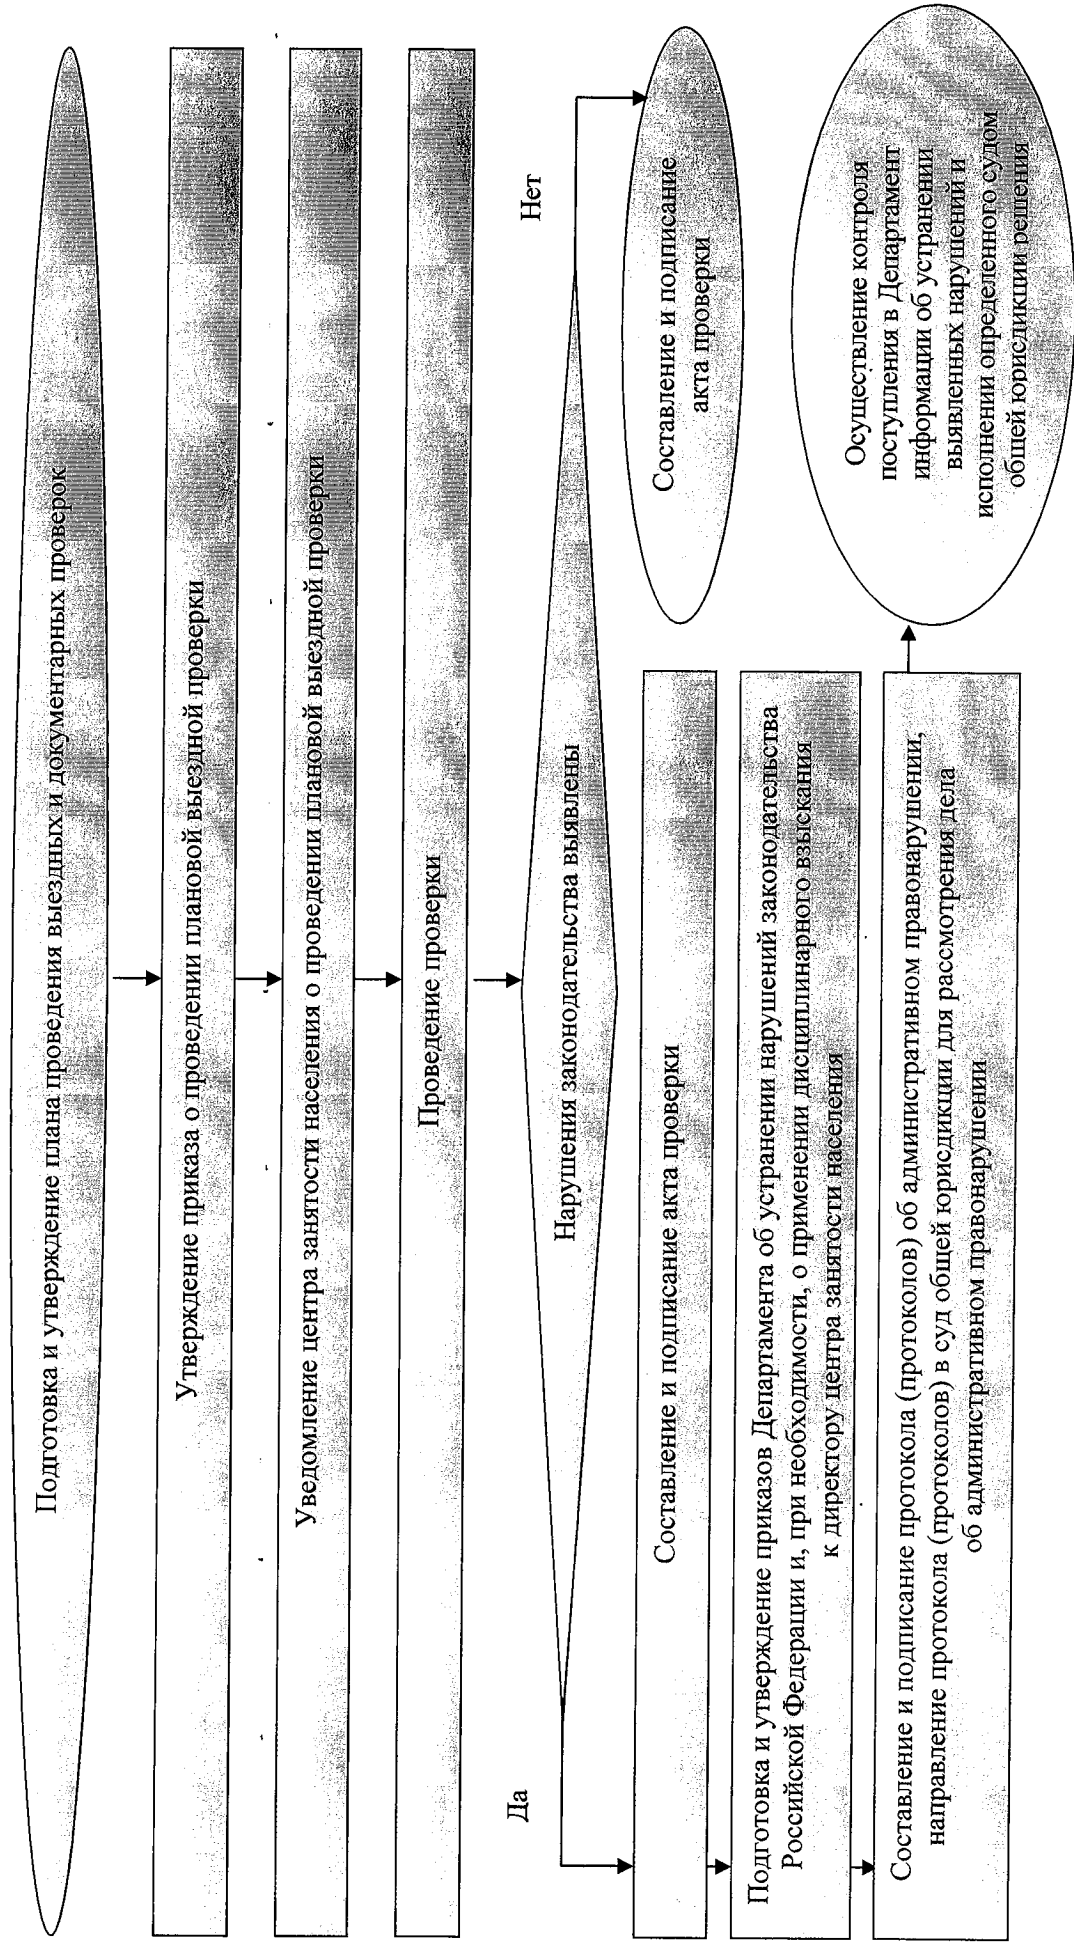 Подготовка и утверждение плана проведения выездных и документарных проверок
Утверждение приказа о проведении плановой выездной проверки
Уведомление центра занятости населения о проведении плановой выездной проверки
Проведение проверки
Нарушения законодательства выявлены
Да
Нет
Составление и подписание акта проверки
Составление и подписание
акта проверки
Подготовка и утверждение приказов Департамента об устранении нарушений законодательства
Российской Федерации и, при необходимости, о применении дисциплинарного взыскания
к директору центра занятости населения
Составление и подписание протокола (протоколов) об административном правонарушении,
направление протокола (протоколов) в суд общей юрисдикции для рассмотрения дела
об административном правонарушении
Осуществление контроля
поступления в Департамент
информации об устранении
выявленных нарушений и
исполнении определенного судом
общей юрисдикции решения